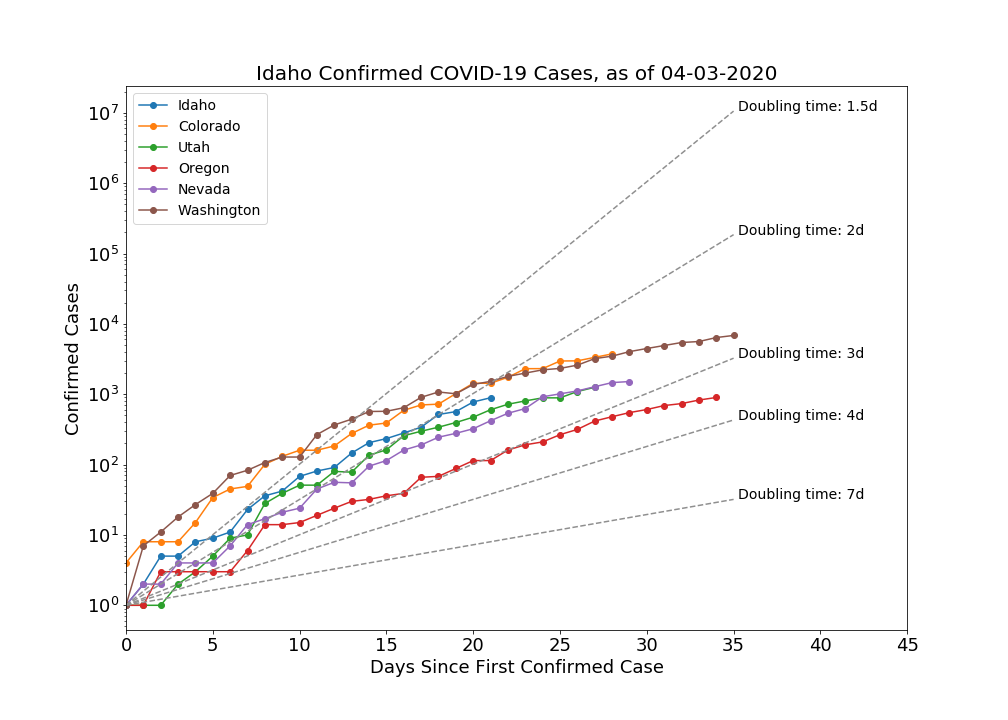 Idaho Confirmed COVID-19 Cases, as of 04-03-2020
Idaho
Colorado
Utah
Oregon
Nevada
Washington
Doubling time: 1.5d
Doubling time: 2d
Doubling time: 3d
Doubling time: 4d
Doubling time: 7d
Confirmed Cases
10⁷
10⁶
10⁵
10⁴
10³
10²
10¹
10⁰
0 5 10 15 20 25 30 35 40 45
Days Since First Confirmed Case